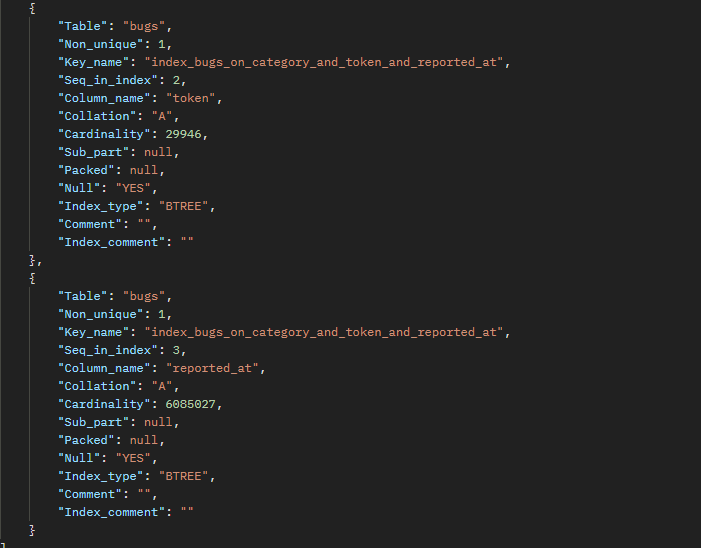 {
"Table": "bugs",
"Non_unique": 1,
"Key_name": "index_bugs_on_category_and_token_and_reported_at",
"Seq_in_index": 2,
"Column_name": "token",
"Collation": "A",
"Cardinality": 29946,
"Sub_part": null,
"Packed": null,
"Null": "YES",
"Index_type": "BTREE",
"Comment": "",
"Index_comment": ""
},
{
"Table": "bugs",
"Non_unique": 1,
"Key_name": "index_bugs_on_category_and_token_and_reported_at",
"Seq_in_index": 3,
"Column_name": "reported_at",
"Collation": "A",
"Cardinality": 6085027,
"Sub_part": null,
"Packed": null,
"Null": "YES",
"Index_type": "BTREE",
"Comment": "",
"Index_comment": ""
}
]